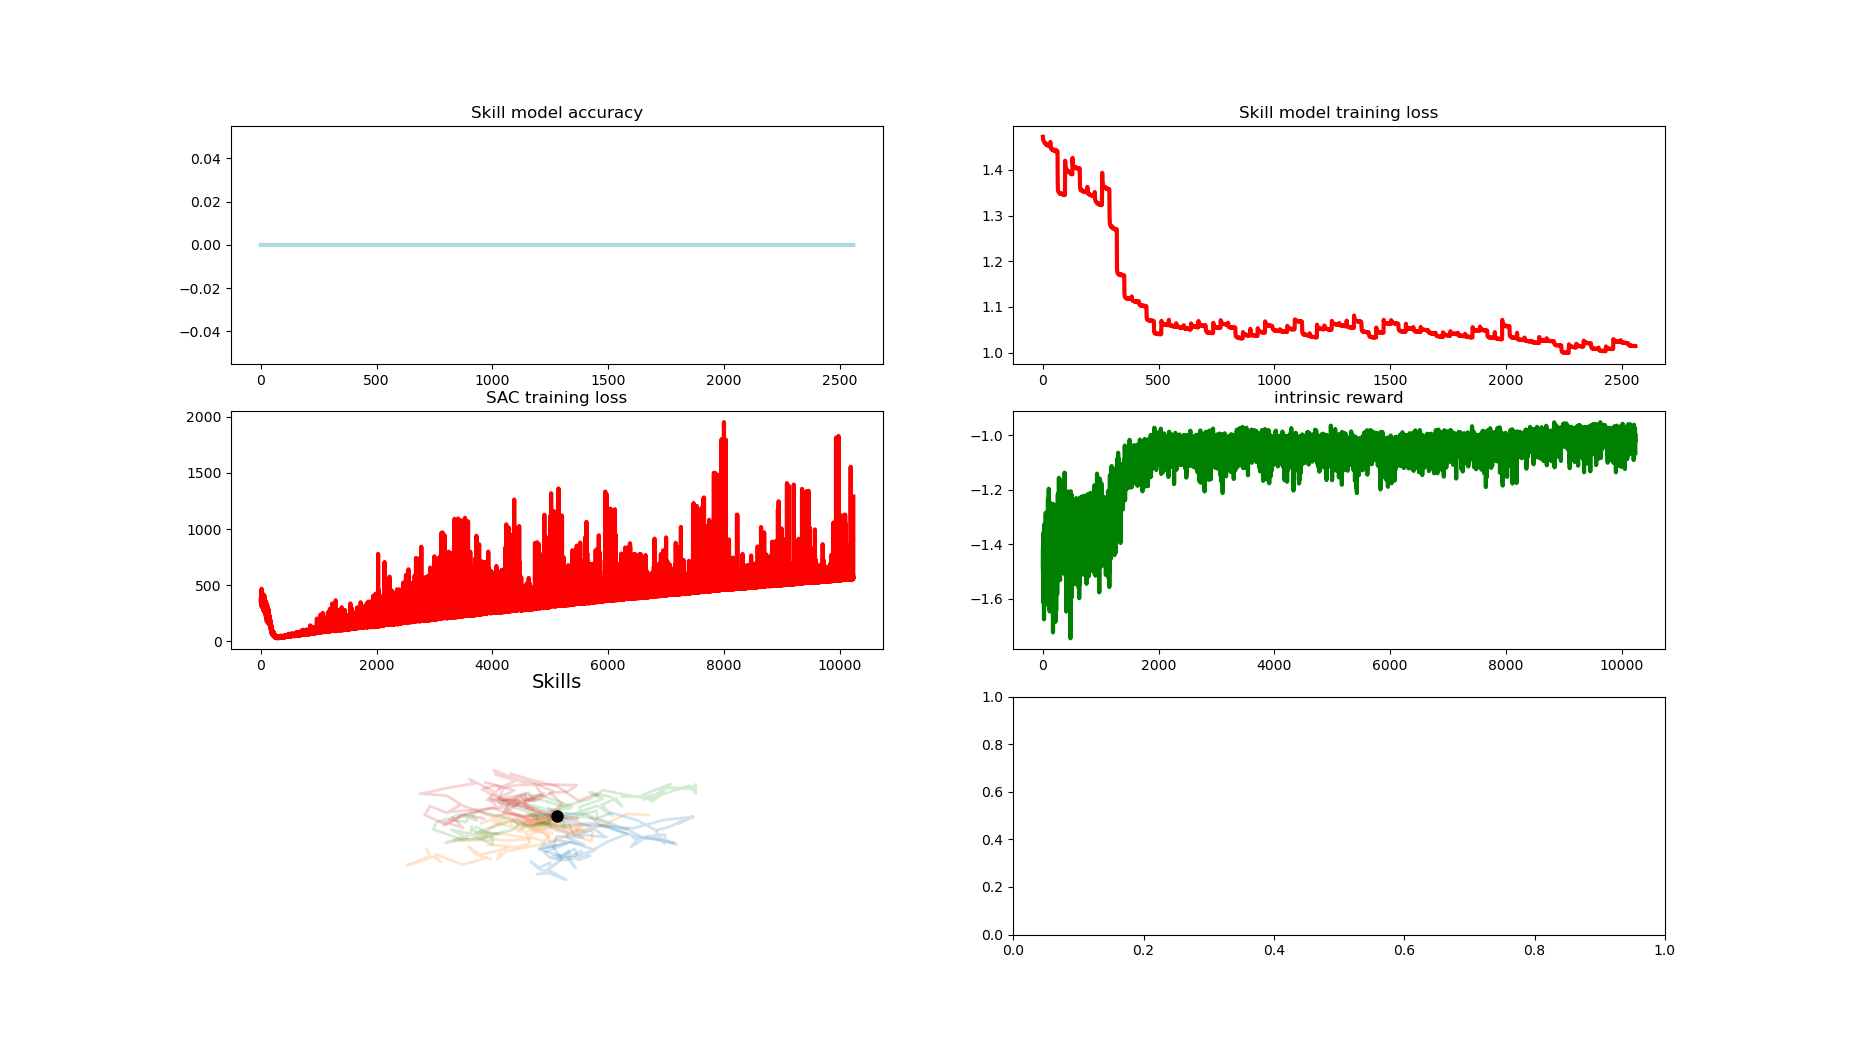 Skill model accuracy
0.04
0.02
0.00
−0.02
−0.04
0 500 1000 1500 2000 2500
Skill model training loss
1.4
1.3
1.2
1.1
1.0
0 500 1000 1500 2000 2500
SAC training loss
2000
1500
1000
500
0
0 2000 4000 6000 8000 10000
intrinsic reward
−1.0
−1.2
−1.4
−1.6
0 2000 4000 6000 8000 10000
Skills
1.0
0.8
0.6
0.4
0.2
0.0
0.0 0.2 0.4 0.6 0.8 1.0